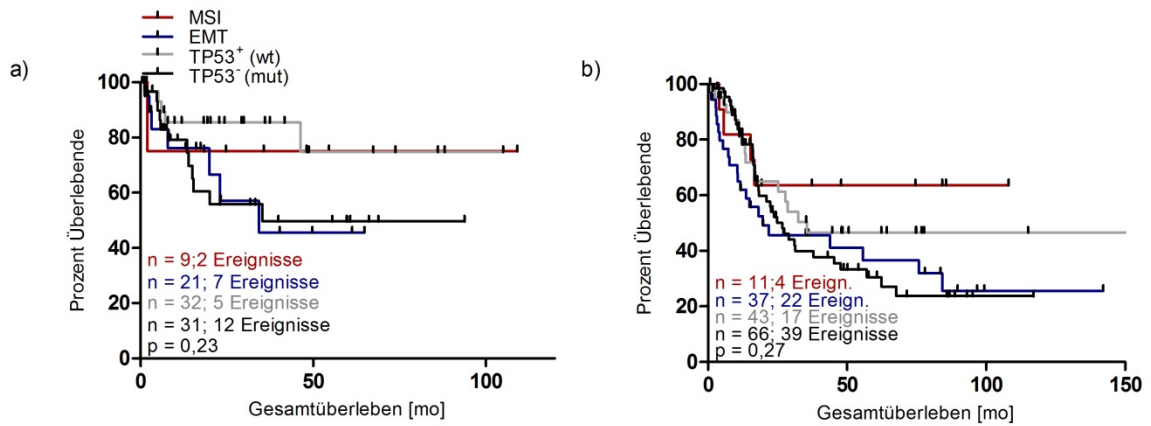 MSI
EMT
TP53⁺ (wt)
TP53⁻ (mut)
a)
100
80
60
40
20
0
Prozent Überlebende
n = 9;2 Ereignisse
n = 21; 7 Ereignisse
n = 32; 5 Ereignisse
n = 31; 12 Ereignisse
p = 0,23
0
50
100
Gesamtüberleben [mo]
b)
100
80
60
40
20
0
Prozent Überlebende
n = 11;4 Ereign.
n = 37; 22 Ereign.
n = 43; 17 Ereignisse
n = 66; 39 Ereignisse
p = 0,27
0
50
100
150
Gesamtüberleben [mo]